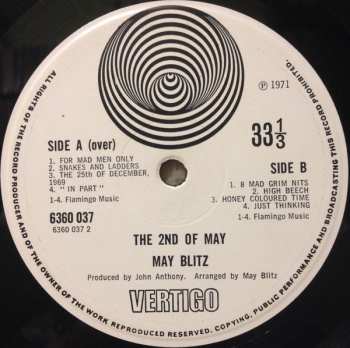 ℗ 1971
SIDE A (over)
1. FOR MAD MEN ONLY
2. SNAKES AND LADDERS
3. THE 25th OF DECEMBER,
1969
4. "IN PART"
1-4. Flamingo Music
6360 037
6360 037 2
33 1/3
SIDE B
1. 8 MAD GRIM NITS
2. HIGH BEECH
3. HONEY COLOURED TIME
4. JUST THINKING
1-4. Flamingo Music
THE 2ND OF MAY
MAY BLITZ
Produced by John Anthony. Arranged by May Blitz
VERTIGO
ALL RIGHTS OF THE RECORD PRODUCER AND OF THE OWNER OF THE WORK REPRODUCED RESERVED. COPYING, PUBLIC PERFORMANCE AND BROADCASTING THIS RECORD PROHIBITED.